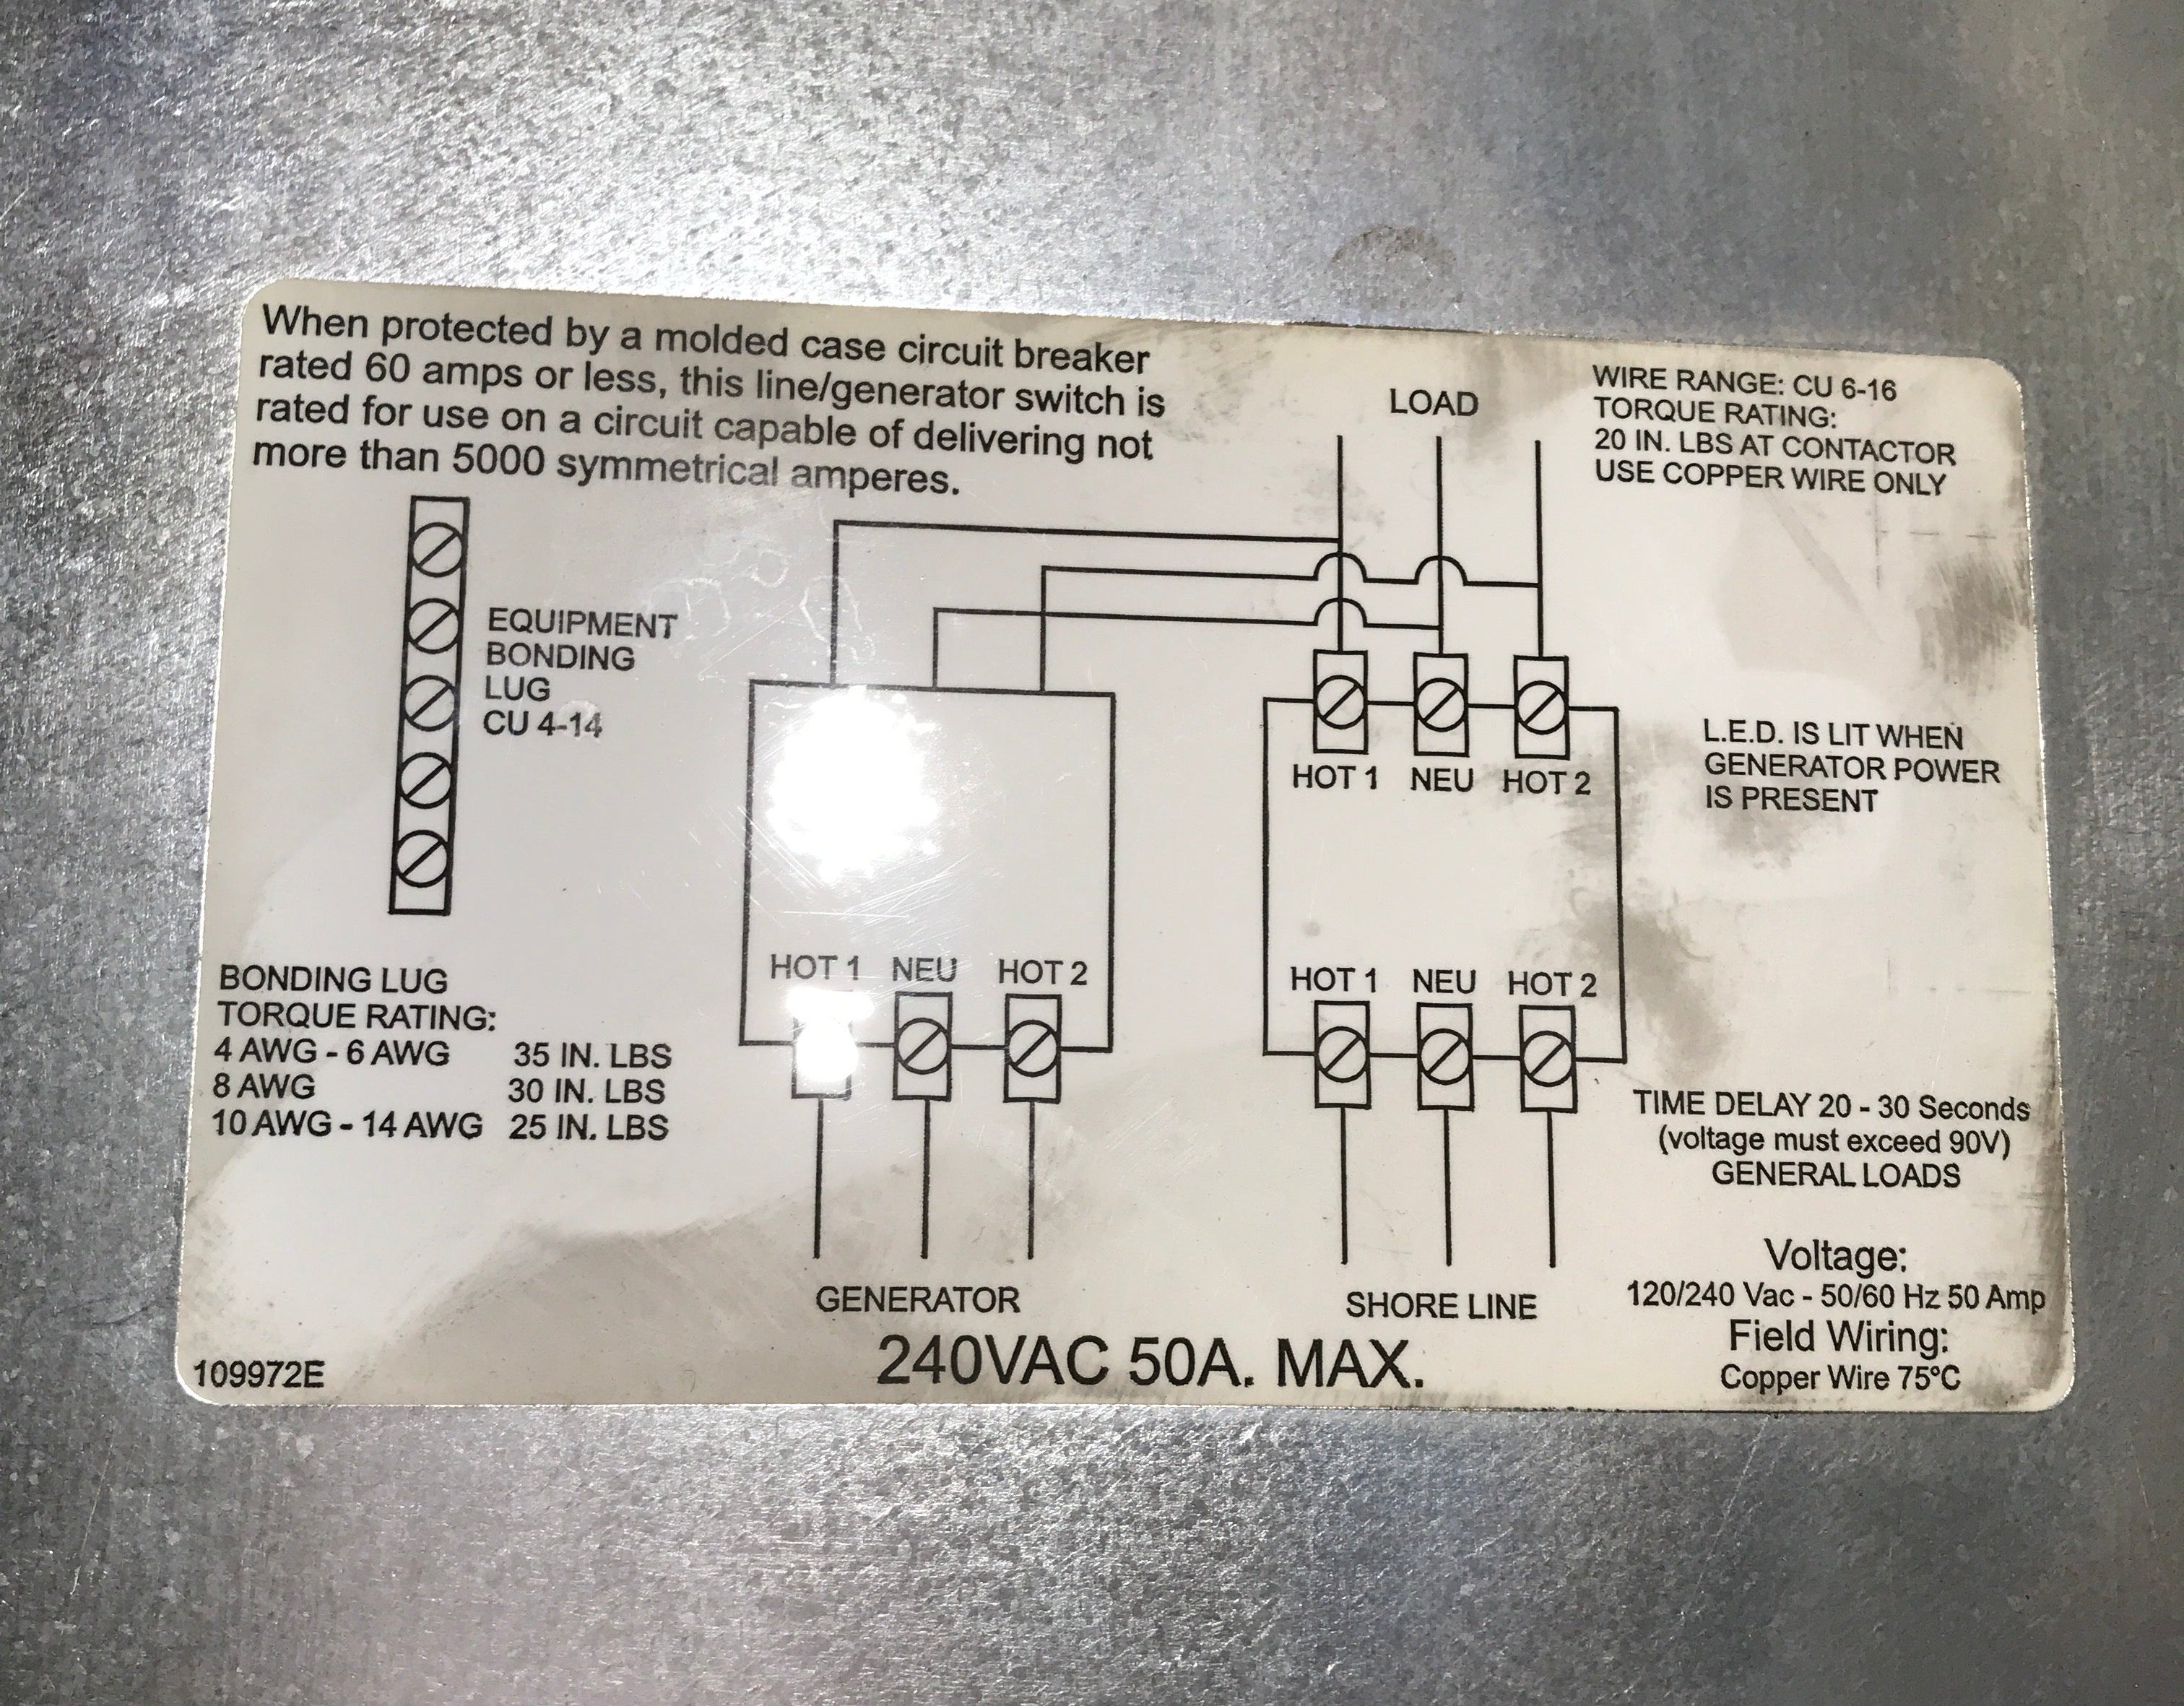 When protected by a molded case circuit breaker
rated 60 amps or less, this line/generator switch is
rated for use on a circuit capable of delivering not
more than 5000 symmetrical amperes.
LOAD
WIRE RANGE: CU 6-16
TORQUE RATING:
20 IN. LBS AT CONTACTOR
USE COPPER WIRE ONLY
EQUIPMENT
BONDING
LUG
CU 4-14
HOT 1 NEU HOT 2
L.E.D. IS LIT WHEN
GENERATOR POWER
IS PRESENT
BONDING LUG
TORQUE RATING:
4 AWG - 6 AWG 35 IN. LBS
8 AWG 30 IN. LBS
10 AWG - 14 AWG 25 IN. LBS
HOT 1 NEU HOT 2
HOT 1 NEU HOT 2
GENERATOR
SHORE LINE
TIME DELAY 20 - 30 Seconds
(voltage must exceed 90V)
GENERAL LOADS
Voltage:
120/240 Vac - 50/60 Hz 50 Amp
Field Wiring:
Copper Wire 75°C
240VAC 50A. MAX.
109972E